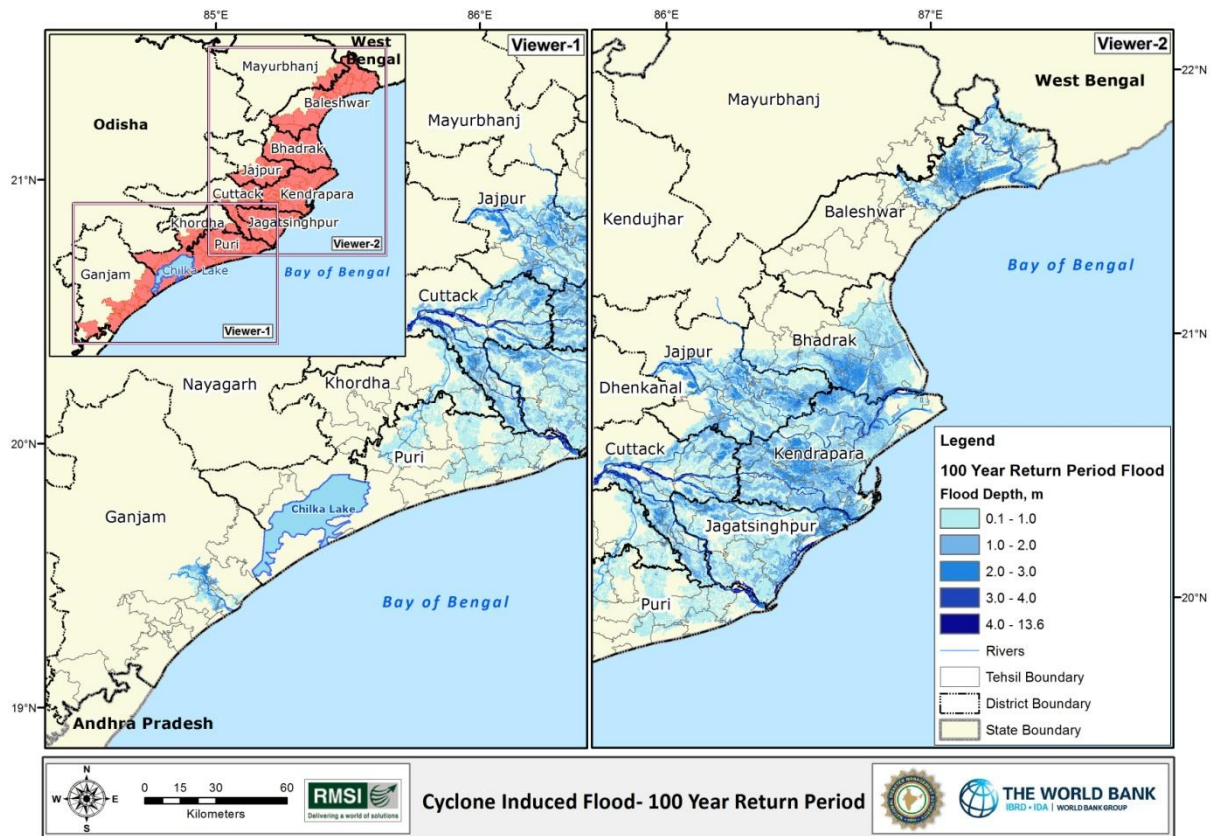 85°E
86°E
86°E
87°E
22°N
21°N
21°N
20°N
20°N
19°N
Viewer-1
West
Bengal
Mayurbhanj
Baleshwar
Odisha
Bhadrak
Jajpur
Cuttack
Kendrapara
Khordha
Jagatsinghpur
Puri
Viewer-2
Ganjam
Chilka Lake
Bay of Bengal
Viewer-1
Mayurbhanj
Jajpur
Cuttack
Nayagarh
Khordha
Puri
Chilka Lake
Ganjam
Bay of Bengal
Andhra Pradesh
Viewer-2
West Bengal
Mayurbhanj
Kendujhar
Baleshwar
Bay of Bengal
Bhadrak
Jajpur
Dhenkanal
Cuttack
Kendrapara
Jagatsinghpur
Puri
Legend
100 Year Return Period Flood
Flood Depth, m
0.1 - 1.0
1.0 - 2.0
2.0 - 3.0
3.0 - 4.0
4.0 - 13.6
Rivers
Tehsil Boundary
District Boundary
State Boundary
N
W E
S
0 15 30 60
Kilometers
RMSI
Delivering a world of solutions
Cyclone Induced Flood- 100 Year Return Period
THE WORLD BANK
IBRD • IDA | WORLD BANK GROUP